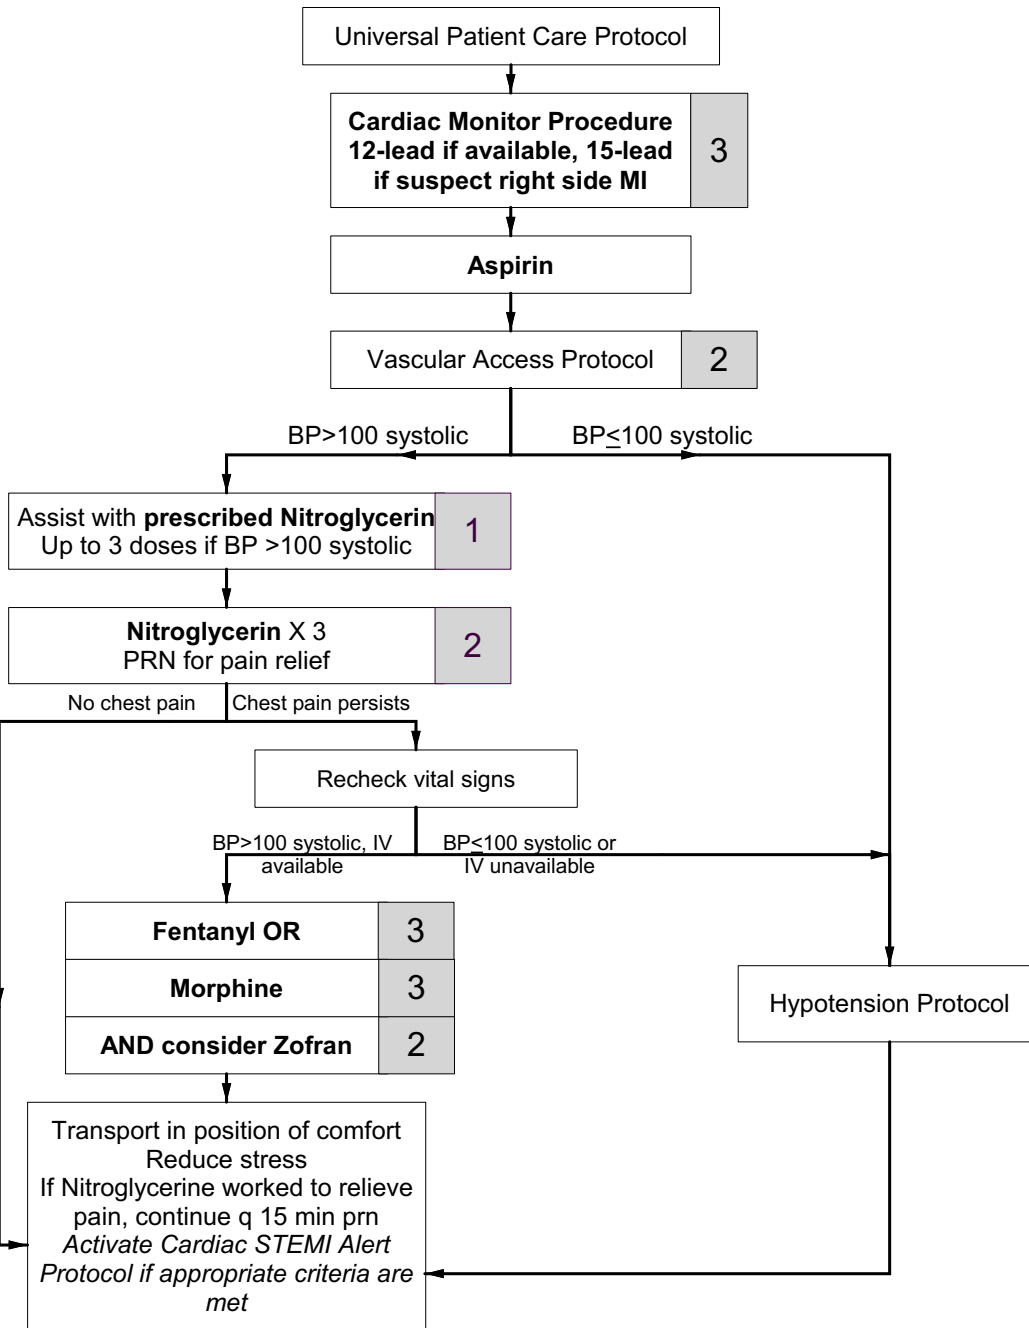 Universal Patient Care Protocol
Cardiac Monitor Procedure
12-lead if available, 15-lead
if suspect right side MI
3
Aspirin
Vascular Access Protocol
2
BP>100 systolic
BP≤100 systolic
Assist with prescribed Nitroglycerin
Up to 3 doses if BP >100 systolic
1
Nitroglycerin X 3
PRN for pain relief
2
No chest pain
Chest pain persists
Recheck vital signs
BP>100 systolic, IV
available
BP≤100 systolic or
IV unavailable
Fentanyl OR
3
Morphine
3
AND consider Zofran
2
Hypotension Protocol
Transport in position of comfort
Reduce stress
If Nitroglycerine worked to relieve
pain, continue q 15 min prn
Activate Cardiac STEMI Alert
Protocol if appropriate criteria are
met